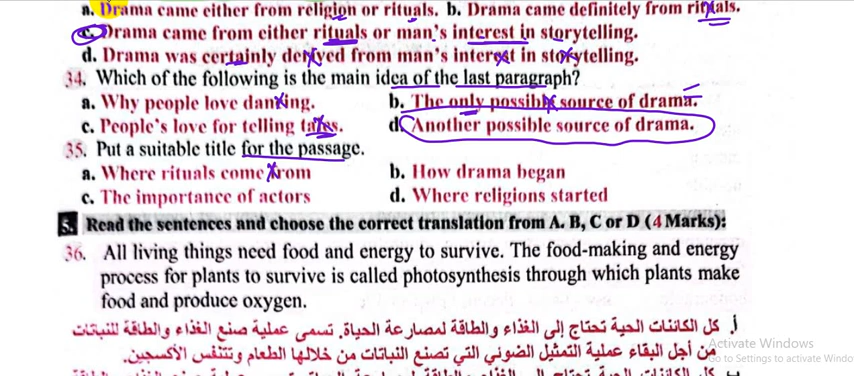 a. Drama came either from religion or rituals. b. Drama came definitely from rituals.
c. Drama came from either rituals or man's interest in storytelling.
d. Drama was certainly derived from man's interest in storytelling.
34. Which of the following is the main idea of the last paragraph?
a. Why people love dancing. b. The only possible source of drama.
c. People's love for telling tales. d. Another possible source of drama.
35. Put a suitable title for the passage.
a. Where rituals come from b. How drama began
c. The importance of actors d. Where religions started
5. Read the sentences and choose the correct translation from A. B, C or D (4 Marks):
36. All living things need food and energy to survive. The food-making and energy
process for plants to survive is called photosynthesis through which plants make
food and produce oxygen.
أ. كل الكائنات الحية تحتاج إلى الغذاء والطاقة لمصارعة الحياة. تسمى عملية صنع الغذاء والطاقة للنباتات
من أجل البقاء عملية التمثيل الضوئي التي تصنع النباتات من خلالها الطعام وتتنفس الأكسجين.
Activate Windows
Go to Settings to activate Windo